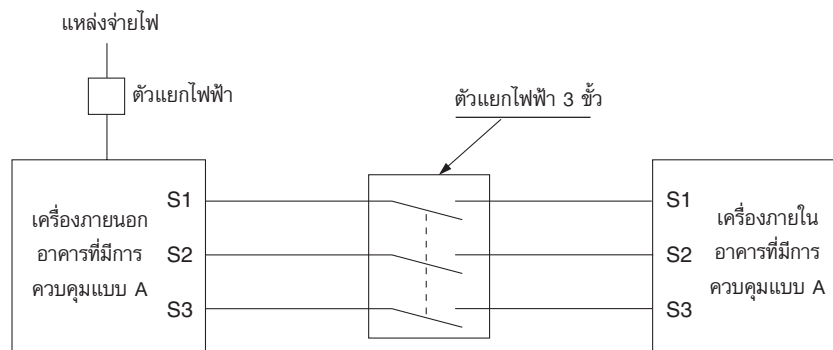 แหล่งจ่ายไฟ
ตัวแยกไฟฟ้า
ตัวแยกไฟฟ้า 3 ขั้ว
เครื่องภายนอก
อาคารที่มีการ
ควบคุมแบบ A
S1
S2
S3
S1
S2
S3
เครื่องภายใน
อาคารที่มีการ
ควบคุมแบบ A